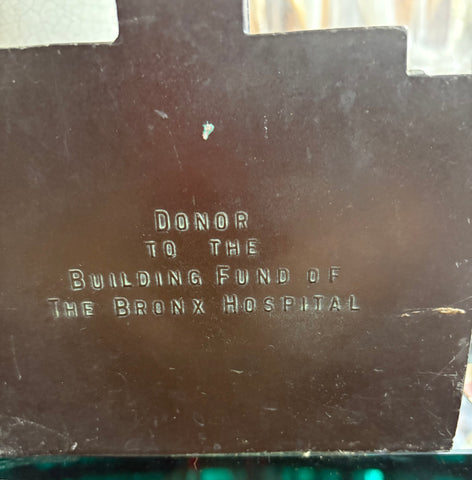 DONOR
TO THE
BUILDING FUND OF
THE BRONX HOSPITAL